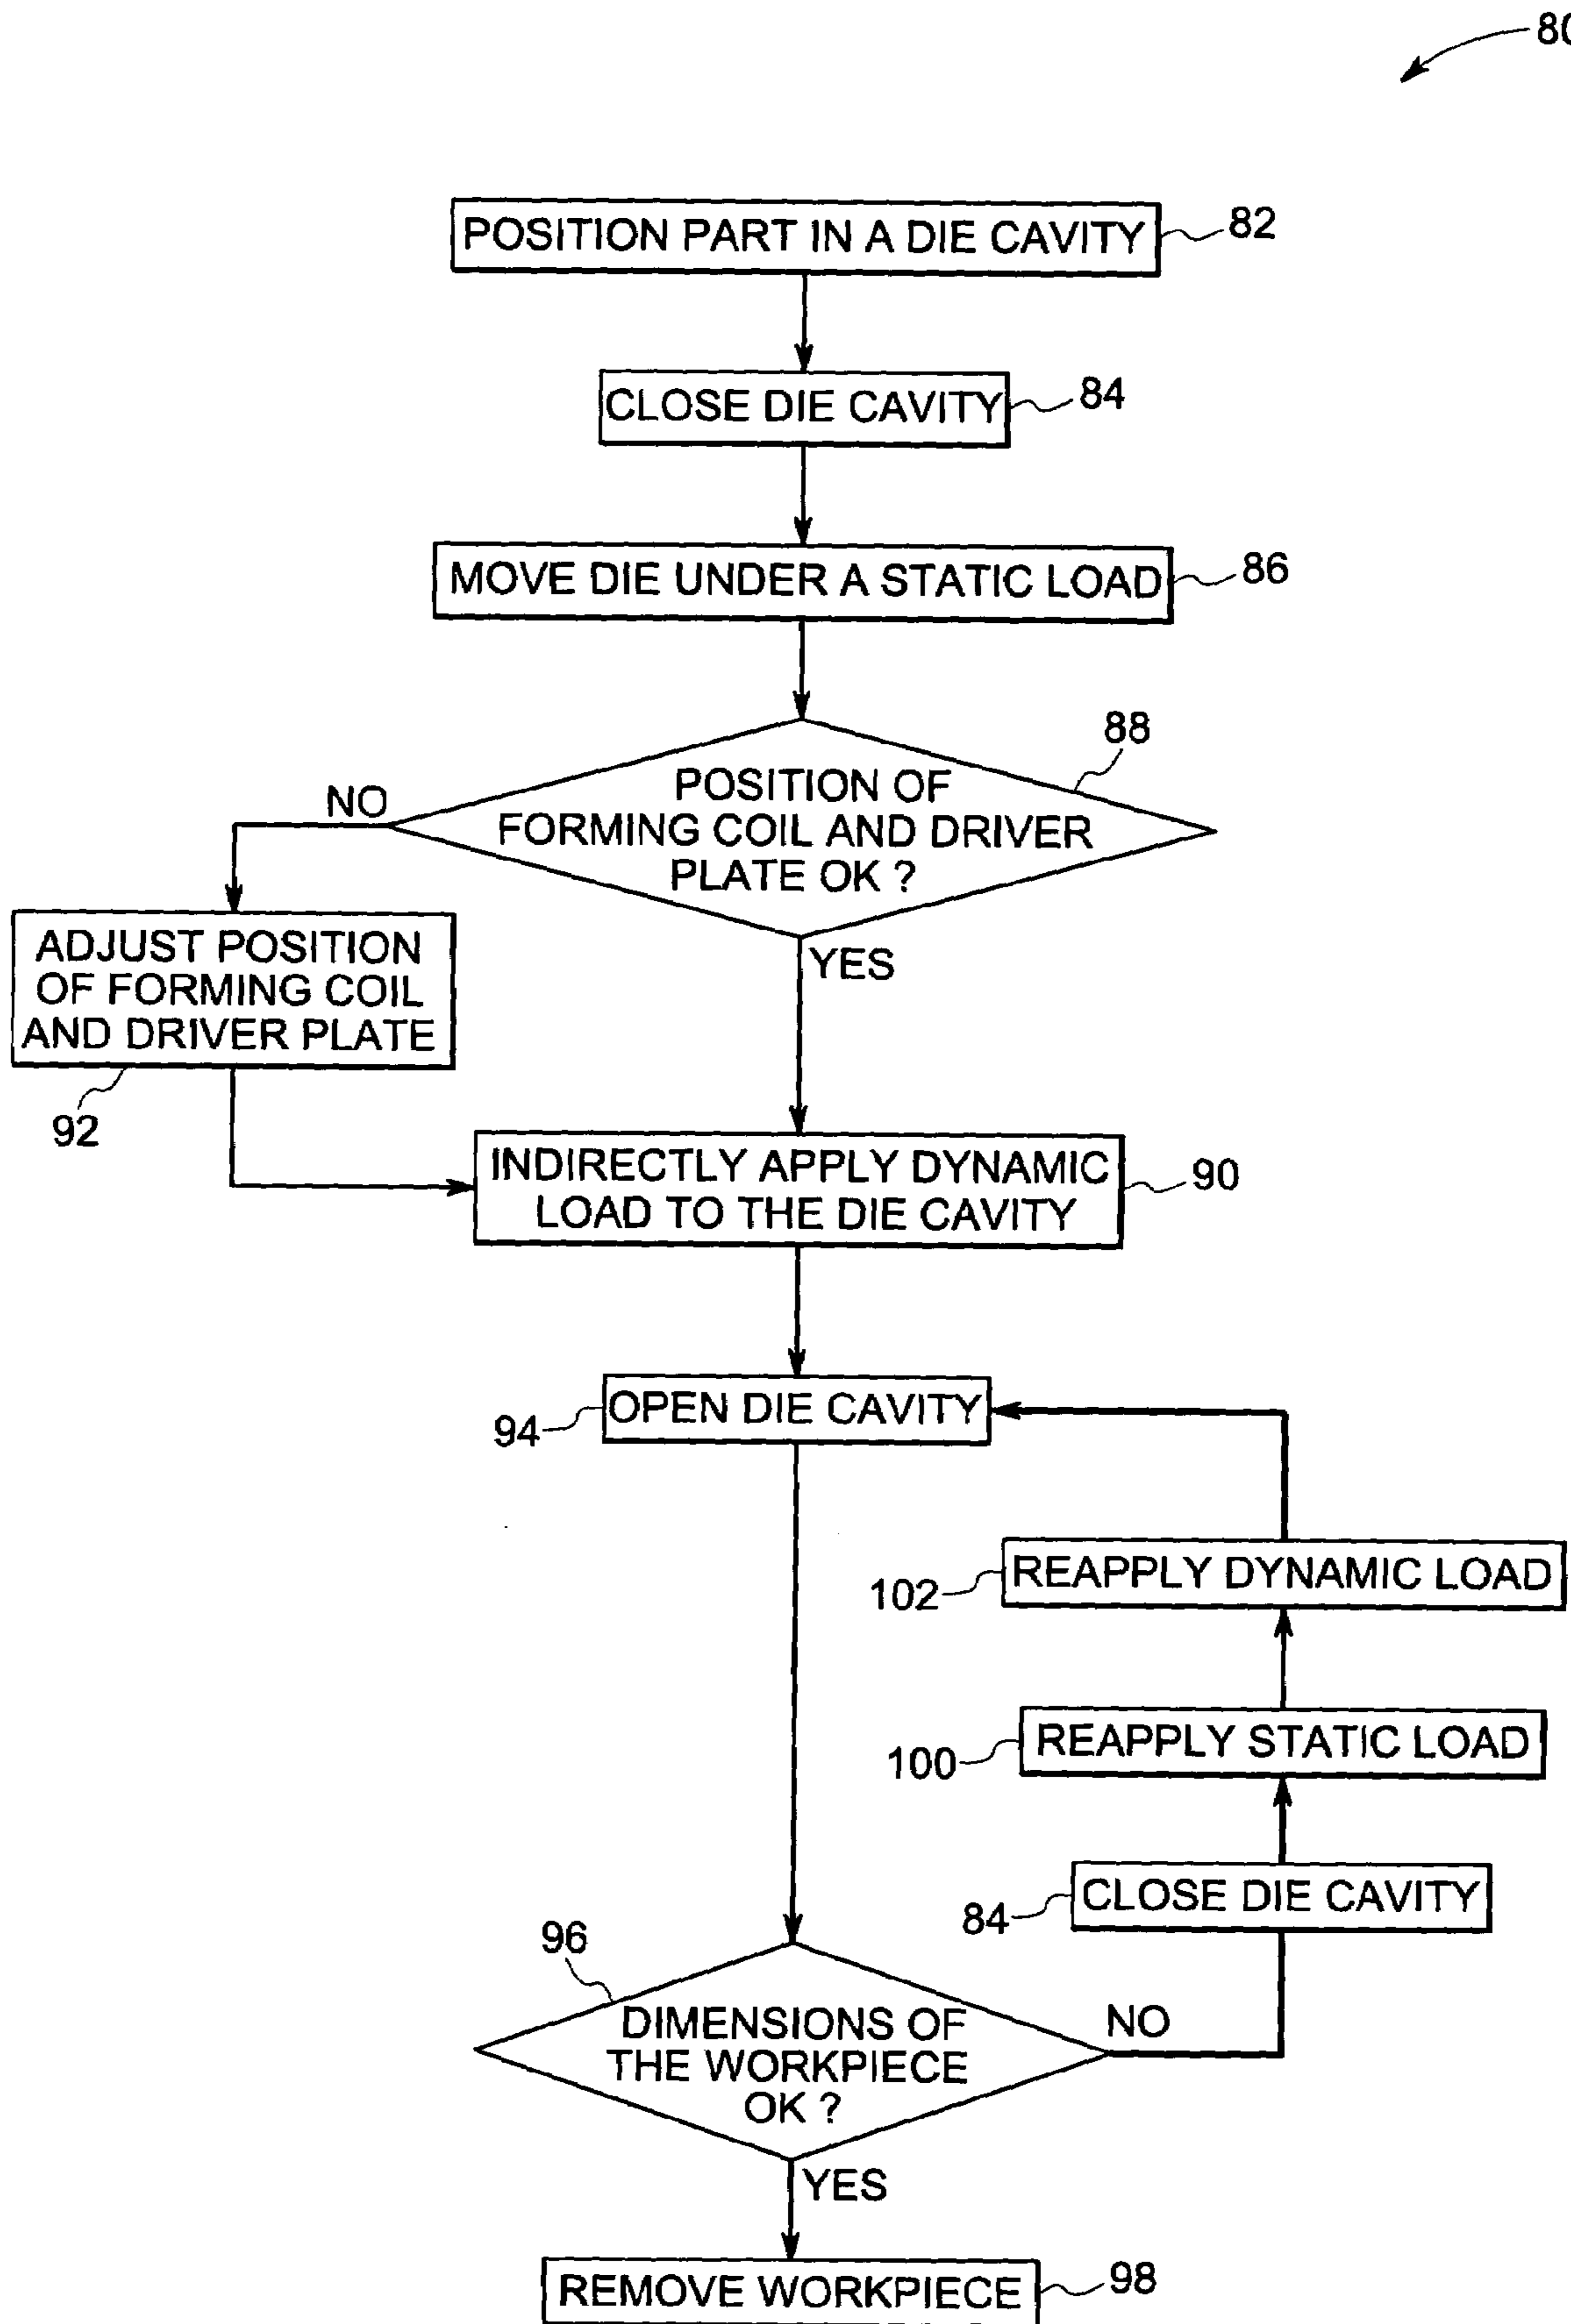 80
POSITION PART IN A DIE CAVITY
82
CLOSE DIE CAVITY
84
MOVE DIE UNDER A STATIC LOAD
86
88
POSITION OF
FORMING COIL AND DRIVER
PLATE OK ?
NO
YES
ADJUST POSITION
OF FORMING COIL
AND DRIVER PLATE
92
INDIRECTLY APPLY DYNAMIC
LOAD TO THE DIE CAVITY
90
OPEN DIE CAVITY
94
REAPPLY DYNAMIC LOAD
102
REAPPLY STATIC LOAD
100
CLOSE DIE CAVITY
84
96
DIMENSIONS OF
THE WORKPIECE
OK ?
NO
YES
REMOVE WORKPIECE
98